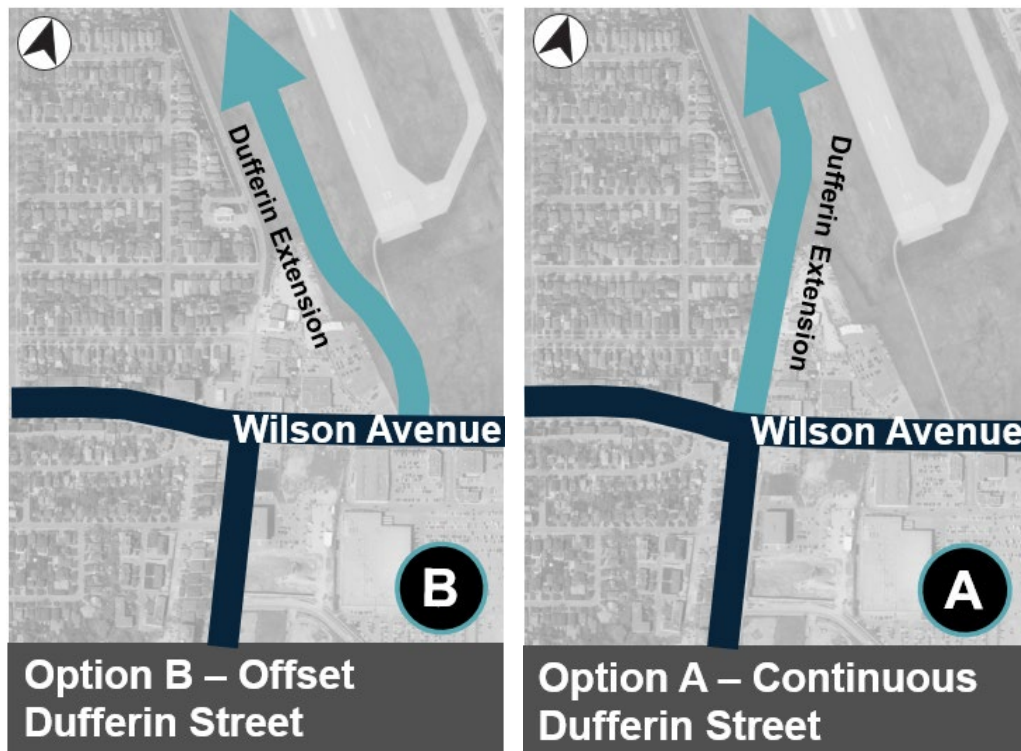 Dufferin Extension
Wilson Avenue
B
Option B – Offset
Dufferin Street
Dufferin Extension
Wilson Avenue
A
Option A – Continuous
Dufferin Street